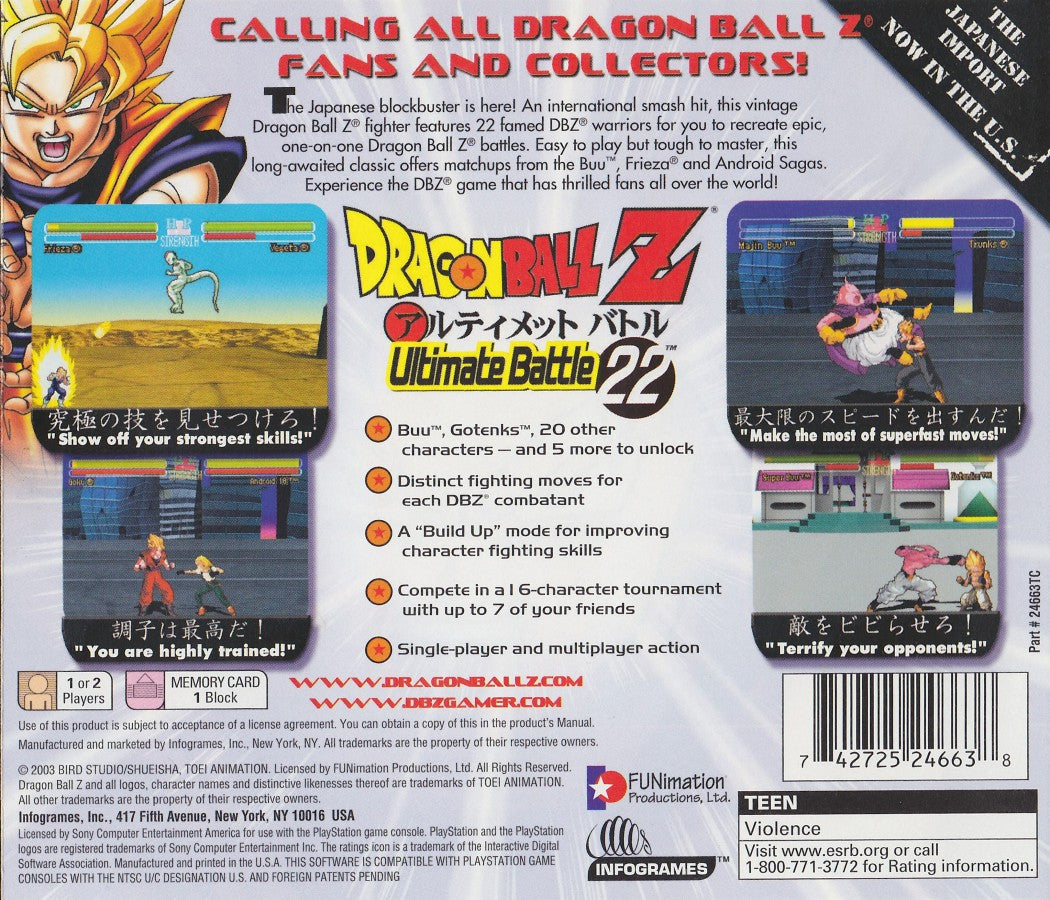 CALLING ALL DRAGON BALL Z®
FANS AND COLLECTORS!
THE
JAPANESE
IMPORT
NOW IN THE U.S.
The Japanese blockbuster is here! An international smash hit, this vintage
Dragon Ball Z® fighter features 22 famed DBZ® warriors for you to recreate epic,
one-on-one Dragon Ball Z® battles. Easy to play but tough to master, this
long-awaited classic offers matchups from the Buu™, Frieza® and Android Sagas.
Experience the DBZ® game that has thrilled fans all over the world!
HP
STRENGTH
Frieza®
Vegeta®
究極の技を見せつけろ!
"Show off your strongest skills!"
DRAGON BALL Z®
アルティメット バトル
Ultimate Battle 22™
HP
STRENGTH
Majin Buu™
Trunks®
最大限のスピードを出すんだ!
"Make the most of superfast moves!"
STRENGTH
Goku®
Android 18™
調子は最高だ!
"You are highly trained!"
Buu™, Gotenks™, 20 other
characters — and 5 more to unlock
Distinct fighting moves for
each DBZ® combatant
A “Build Up” mode for improving
character fighting skills
Compete in a 16-character tournament
with up to 7 of your friends
Single-player and multiplayer action
STRENGTH
Super Buu™
Gotenks™
敵をビビらせろ!
"Terrify your opponents!"
Part # 24663TC
1 or 2
Players
MEMORY CARD
1 Block
WWW.DRAGONBALLZ.COM
WWW.DBZGAMER.COM
Use of this product is subject to acceptance of a license agreement. You can obtain a copy of this in the product's Manual.
Manufactured and marketed by Infogrames, Inc., New York, NY. All trademarks are the property of their respective owners.
© 2003 BIRD STUDIO/SHUEISHA, TOEI ANIMATION. Licensed by FUNimation Productions, Ltd. All Rights Reserved.
Dragon Ball Z and all logos, character names and distinctive likenesses thereof are trademarks of TOEI ANIMATION.
All other trademarks are the property of their respective owners.
Infogrames, Inc., 417 Fifth Avenue, New York, NY 10016 USA
Licensed by Sony Computer Entertainment America for use with the PlayStation game console. PlayStation and the PlayStation
logos are registered trademarks of Sony Computer Entertainment Inc. The ratings icon is a trademark of the Interactive Digital
Software Association. Manufactured and printed in the U.S.A. THIS SOFTWARE IS COMPATIBLE WITH PLAYSTATION GAME
CONSOLES WITH THE NTSC U/C DESIGNATION U.S. AND FOREIGN PATENTS PENDING
FUNimation
Productions, Ltd.
INFOGRAMES™
7 42725 24663 8
TEEN
Violence
Visit www.esrb.org or call
1-800-771-3772 for Rating information.